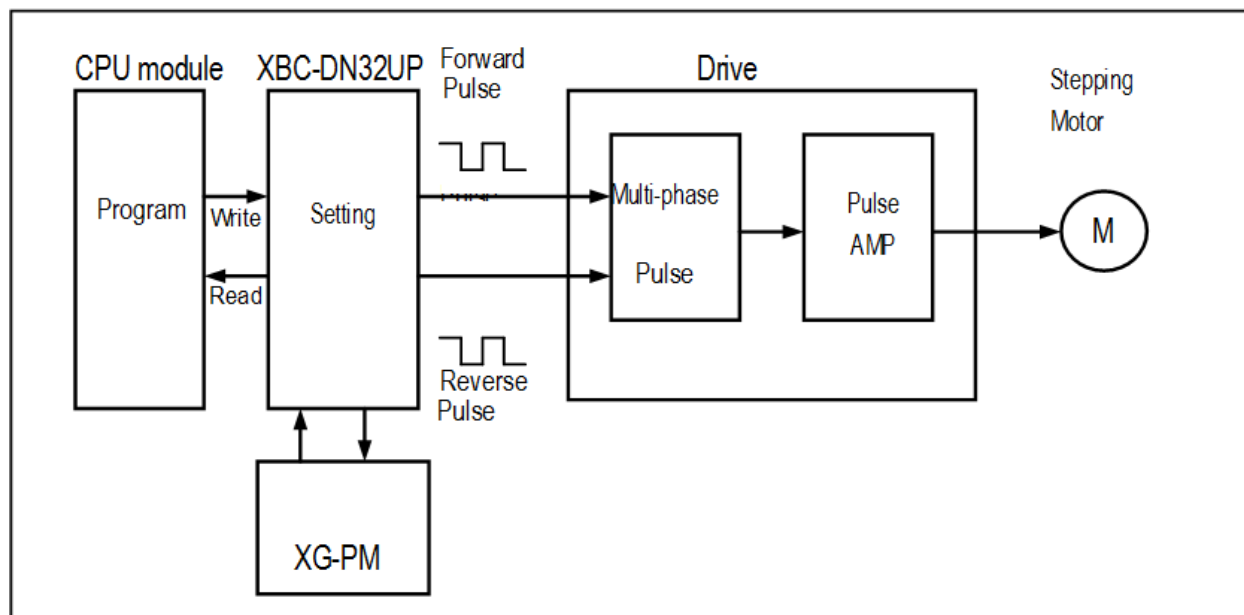 CPU module
XBC-DN32UP
Forward
Pulse
Drive
Stepping
Motor
Program
Write
Read
Setting
Multi-phase
Pulse
Pulse
AMP
M
Reverse
Pulse
XG-PM